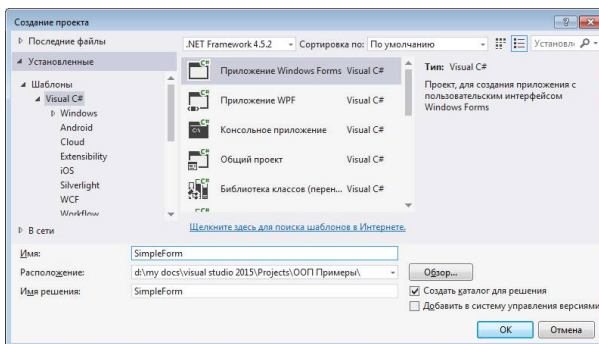 Создание проекта
Последние файлы
.NET Framework 4.5.2 Сортировка по: По умолчанию
Установленные
Шаблоны
Visual C#
Windows
Android
Cloud
Extensibility
iOS
Silverlight
WCF
Workflow
В сети
Приложение Windows Forms Visual C#
Приложение WPF Visual C#
Консольное приложение Visual C#
Общий проект Visual C#
Библиотека классов (перен... Visual C#
Щелкните здесь для поиска шаблонов в Интернете.
Тип: Visual C#
Проект, для создания приложения с
пользовательским интерфейсом
Windows Forms
Имя: SimpleForm
Расположение: d:\my docs\visual studio 2015\Projects\ООП Примеры\ Обзор...
Имя решения: SimpleForm
Создать каталог для решения
Добавить в систему управления версиями
OK Отмена